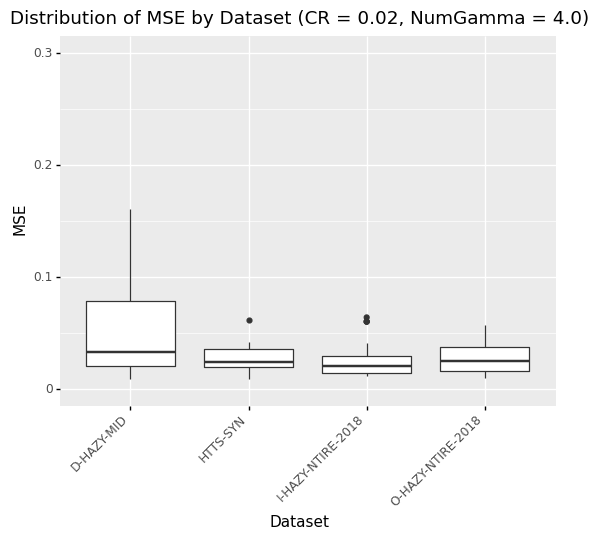 Distribution of MSE by Dataset (CR = 0.02, NumGamma = 4.0)
0.3
0.2
MSE
0.1
0
D-HAZY-MID
HTTS-SYN
I-HAZY-NTIRE-2018
O-HAZY-NTIRE-2018
Dataset